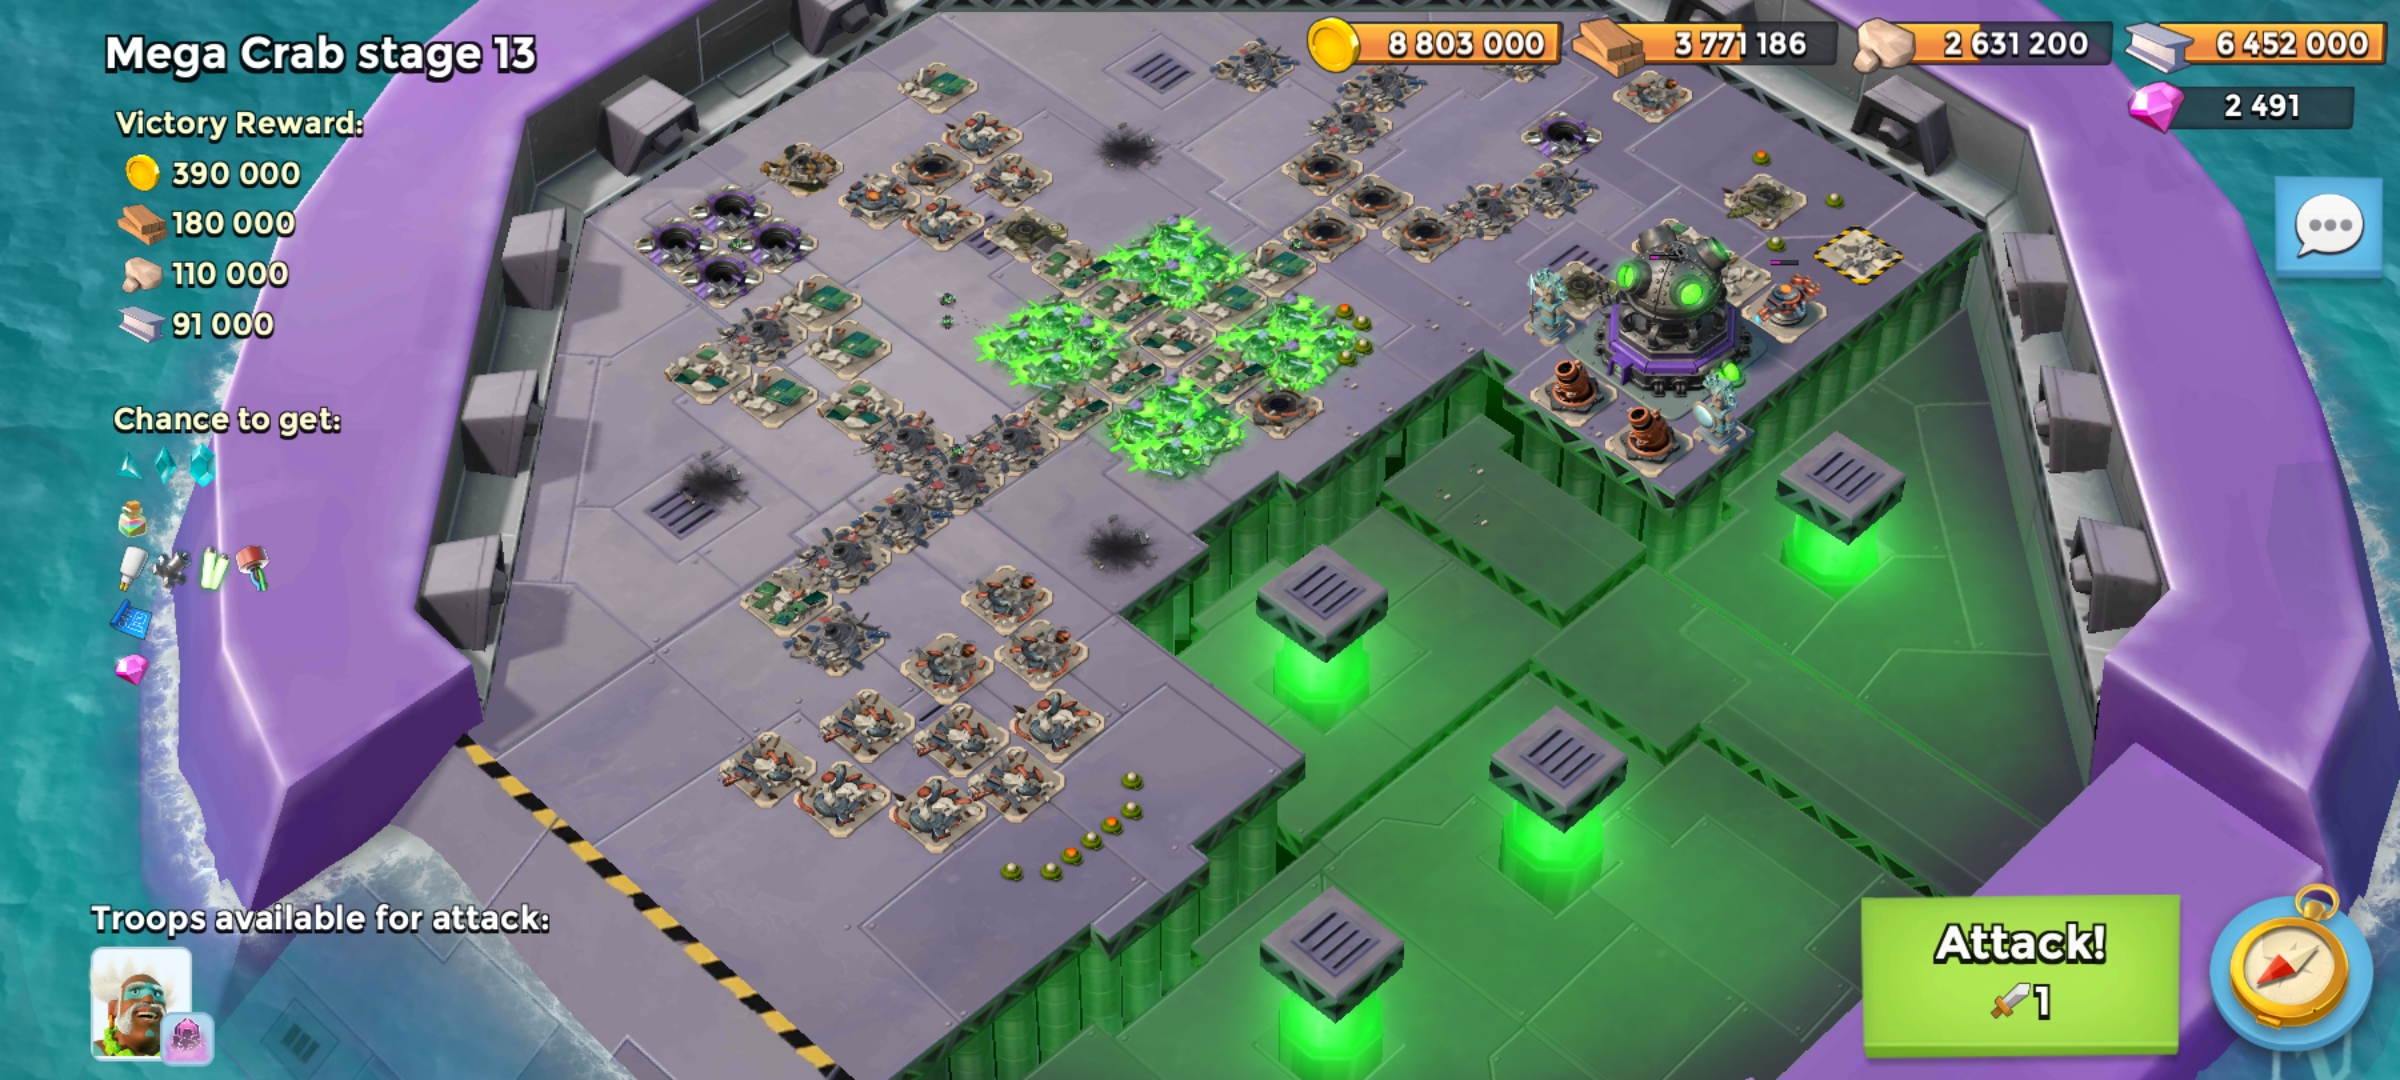 Mega Crab stage 13
8 803 000
3 771 186
2 631 200
6 452 000
2 491
Victory Reward:
390 000
180 000
110 000
91 000
Chance to get:
Troops available for attack:
Attack!
1